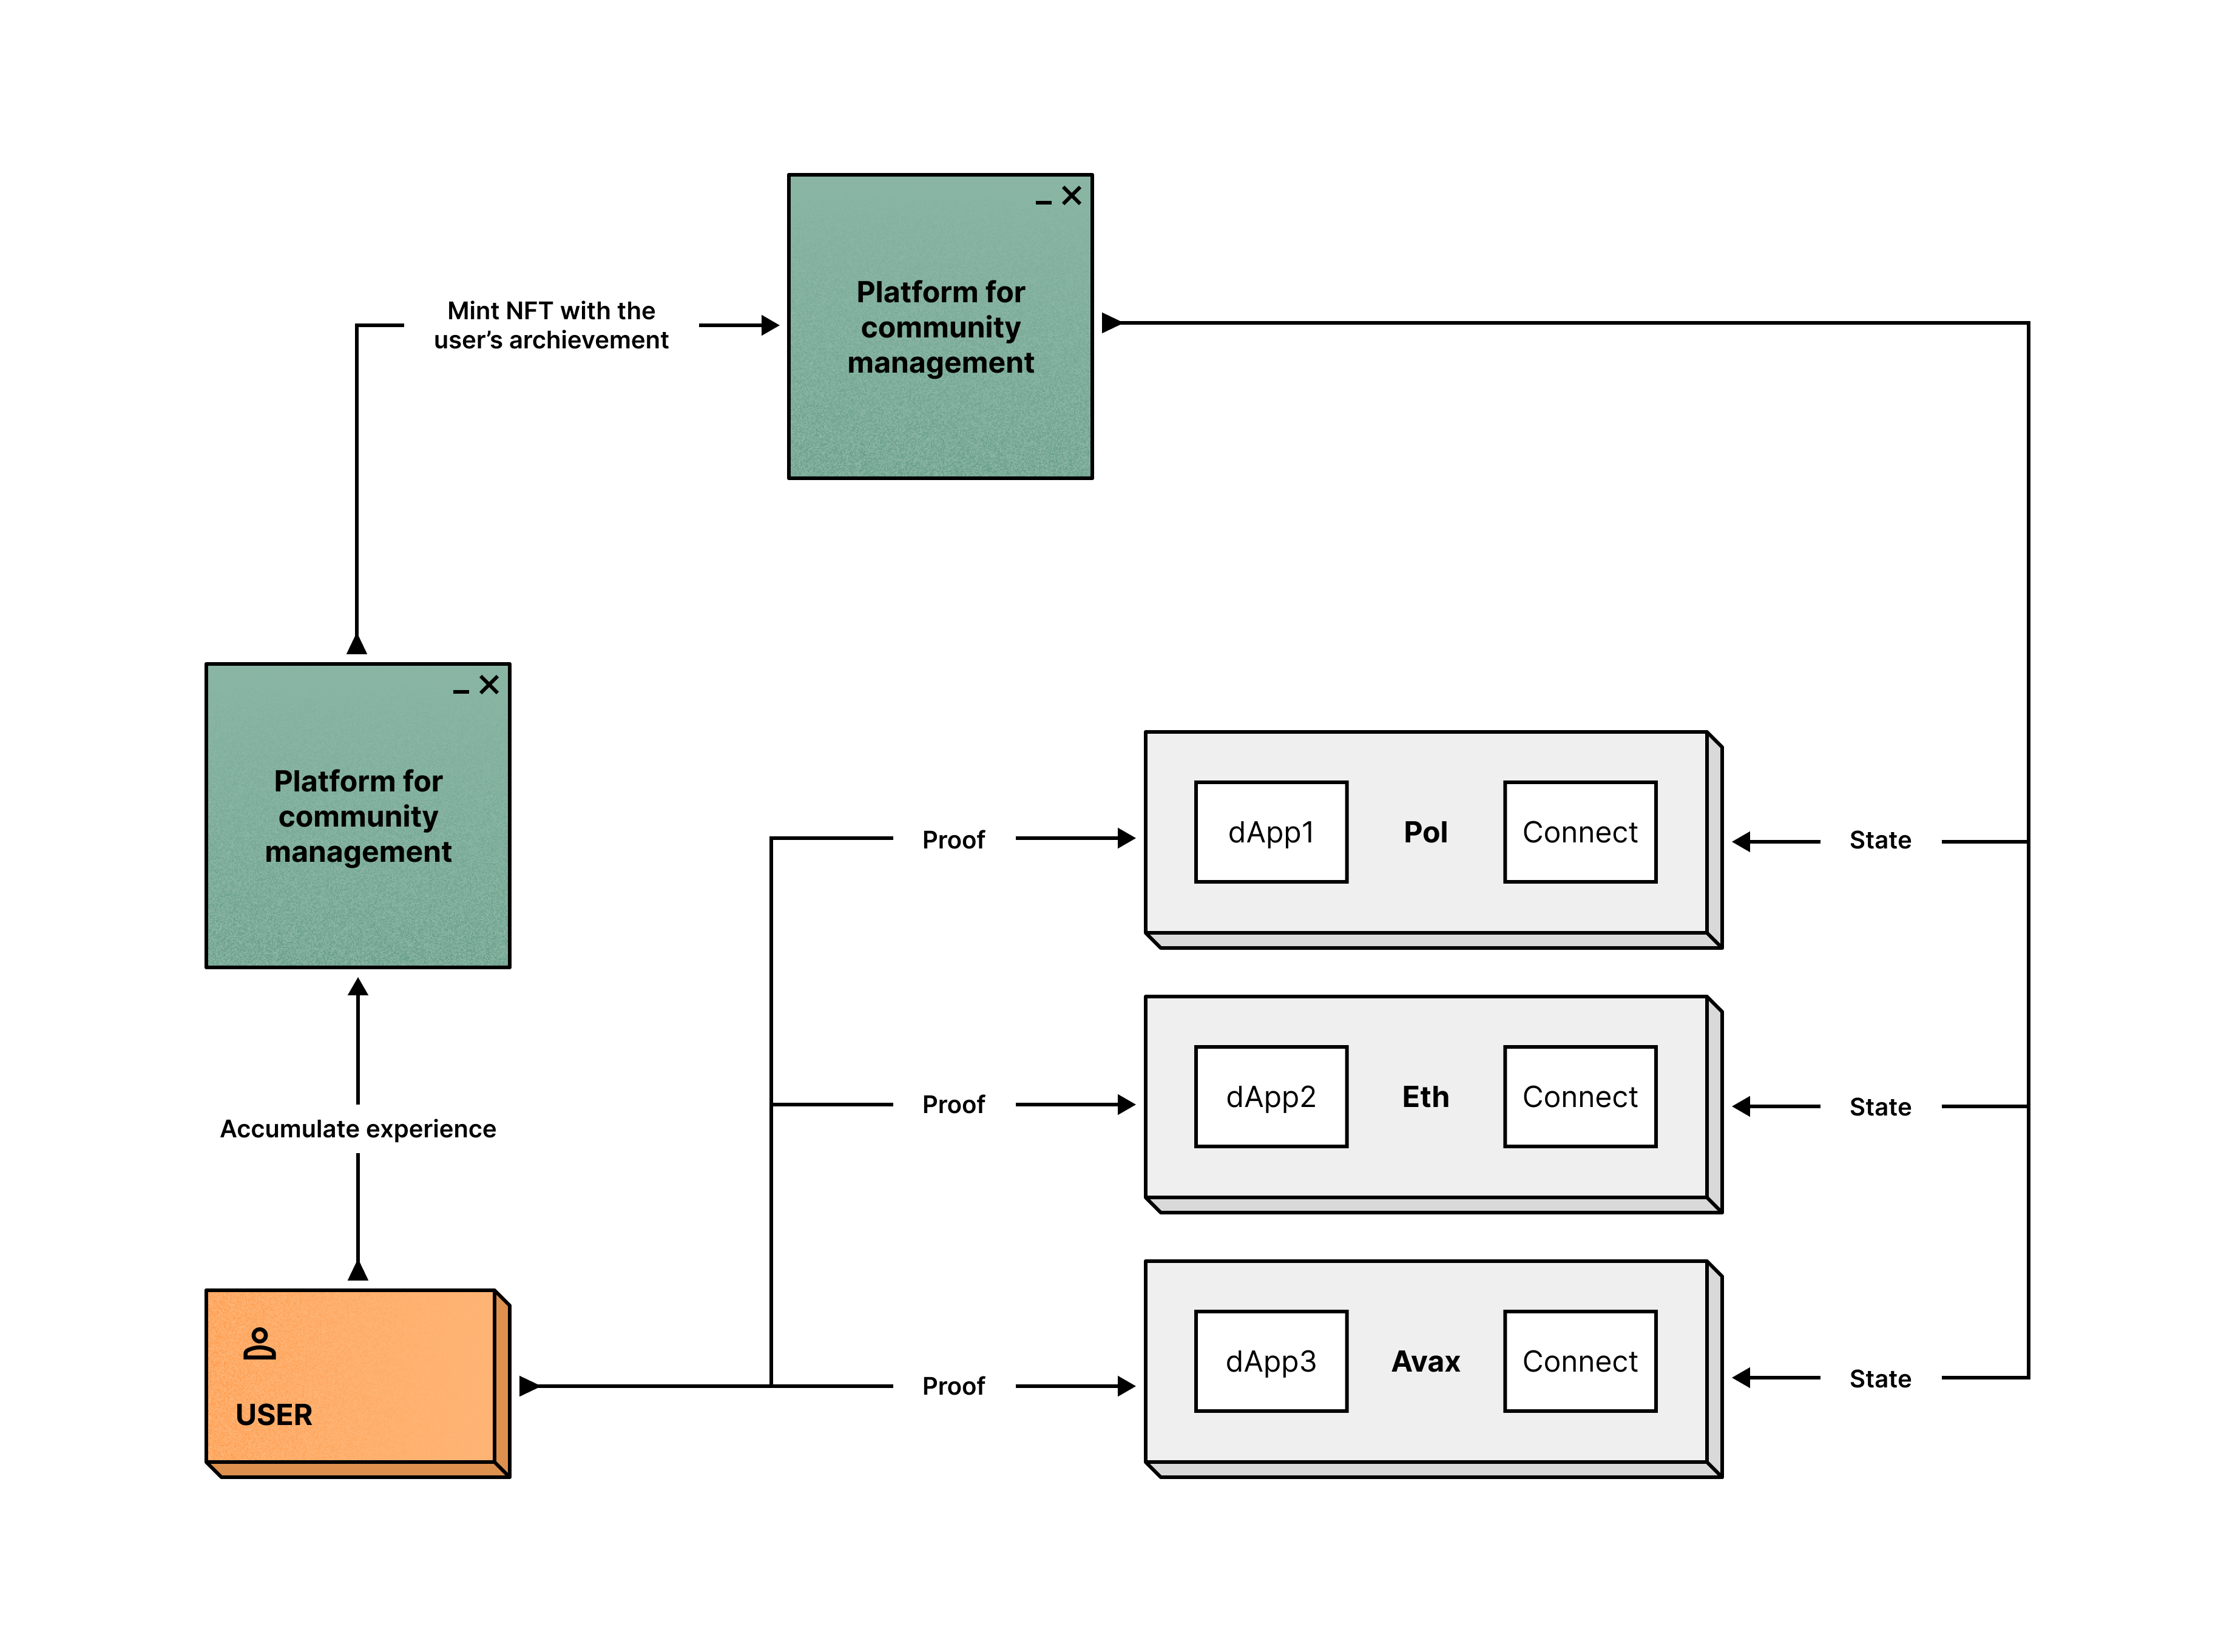 Platform for
community
management
Mint NFT with the
user’s archievement
Platform for
community
management
dApp1
Pol
Connect
Proof
State
dApp2
Eth
Connect
Proof
State
Accumulate experience
dApp3
Avax
Connect
Proof
State
USER